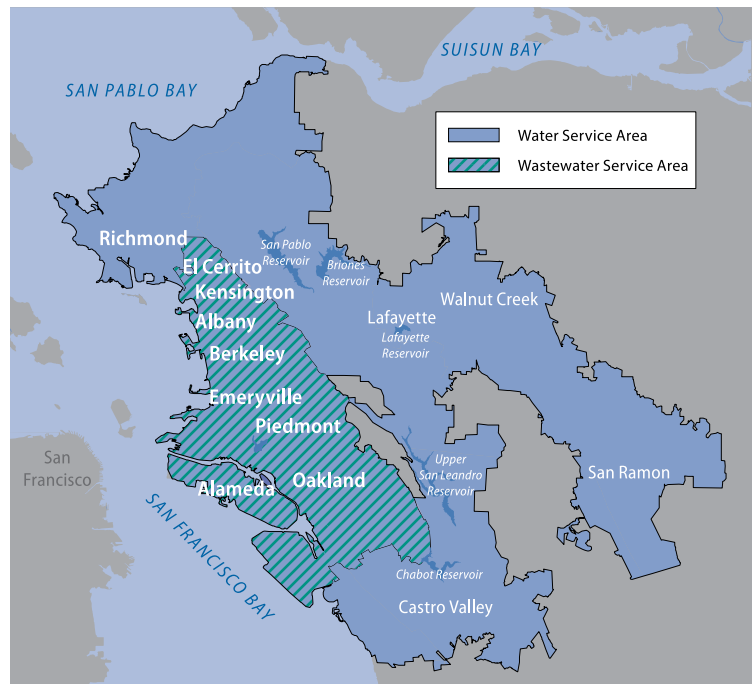 SUISUN BAY
SAN PABLO BAY
Water Service Area
Wastewater Service Area
Richmond
San Pablo
Reservoir
Briones
Reservoir
El Cerrito
Kensington
Walnut Creek
Albany
Lafayette
Lafayette
Reservoir
Berkeley
Emeryville
Piedmont
San
Francisco
Upper
San Leandro
Reservoir
San Ramon
Oakland
Alameda
SAN FRANCISCO BAY
Chabot Reservoir
Castro Valley